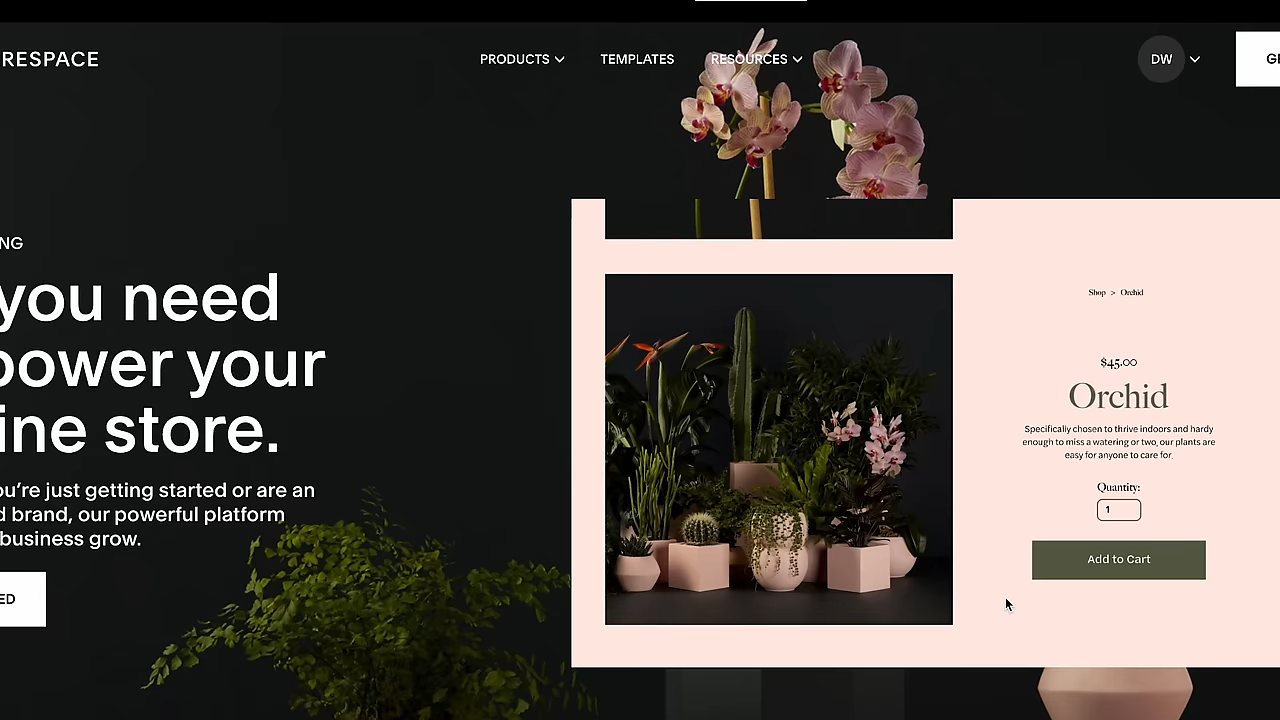 RESPACE
PRODUCTS
TEMPLATES
RESOURCES
DW
GE
NG
you need
power your
ine store.
ou're just getting started or are an
d brand, our powerful platform
business grow.
ED
Shop > Orchid
$45.00
Orchid
Specifically chosen to thrive indoors and hardy
enough to miss a watering or two, our plants are
easy for anyone to care for.
Quantity:
1
Add to Cart